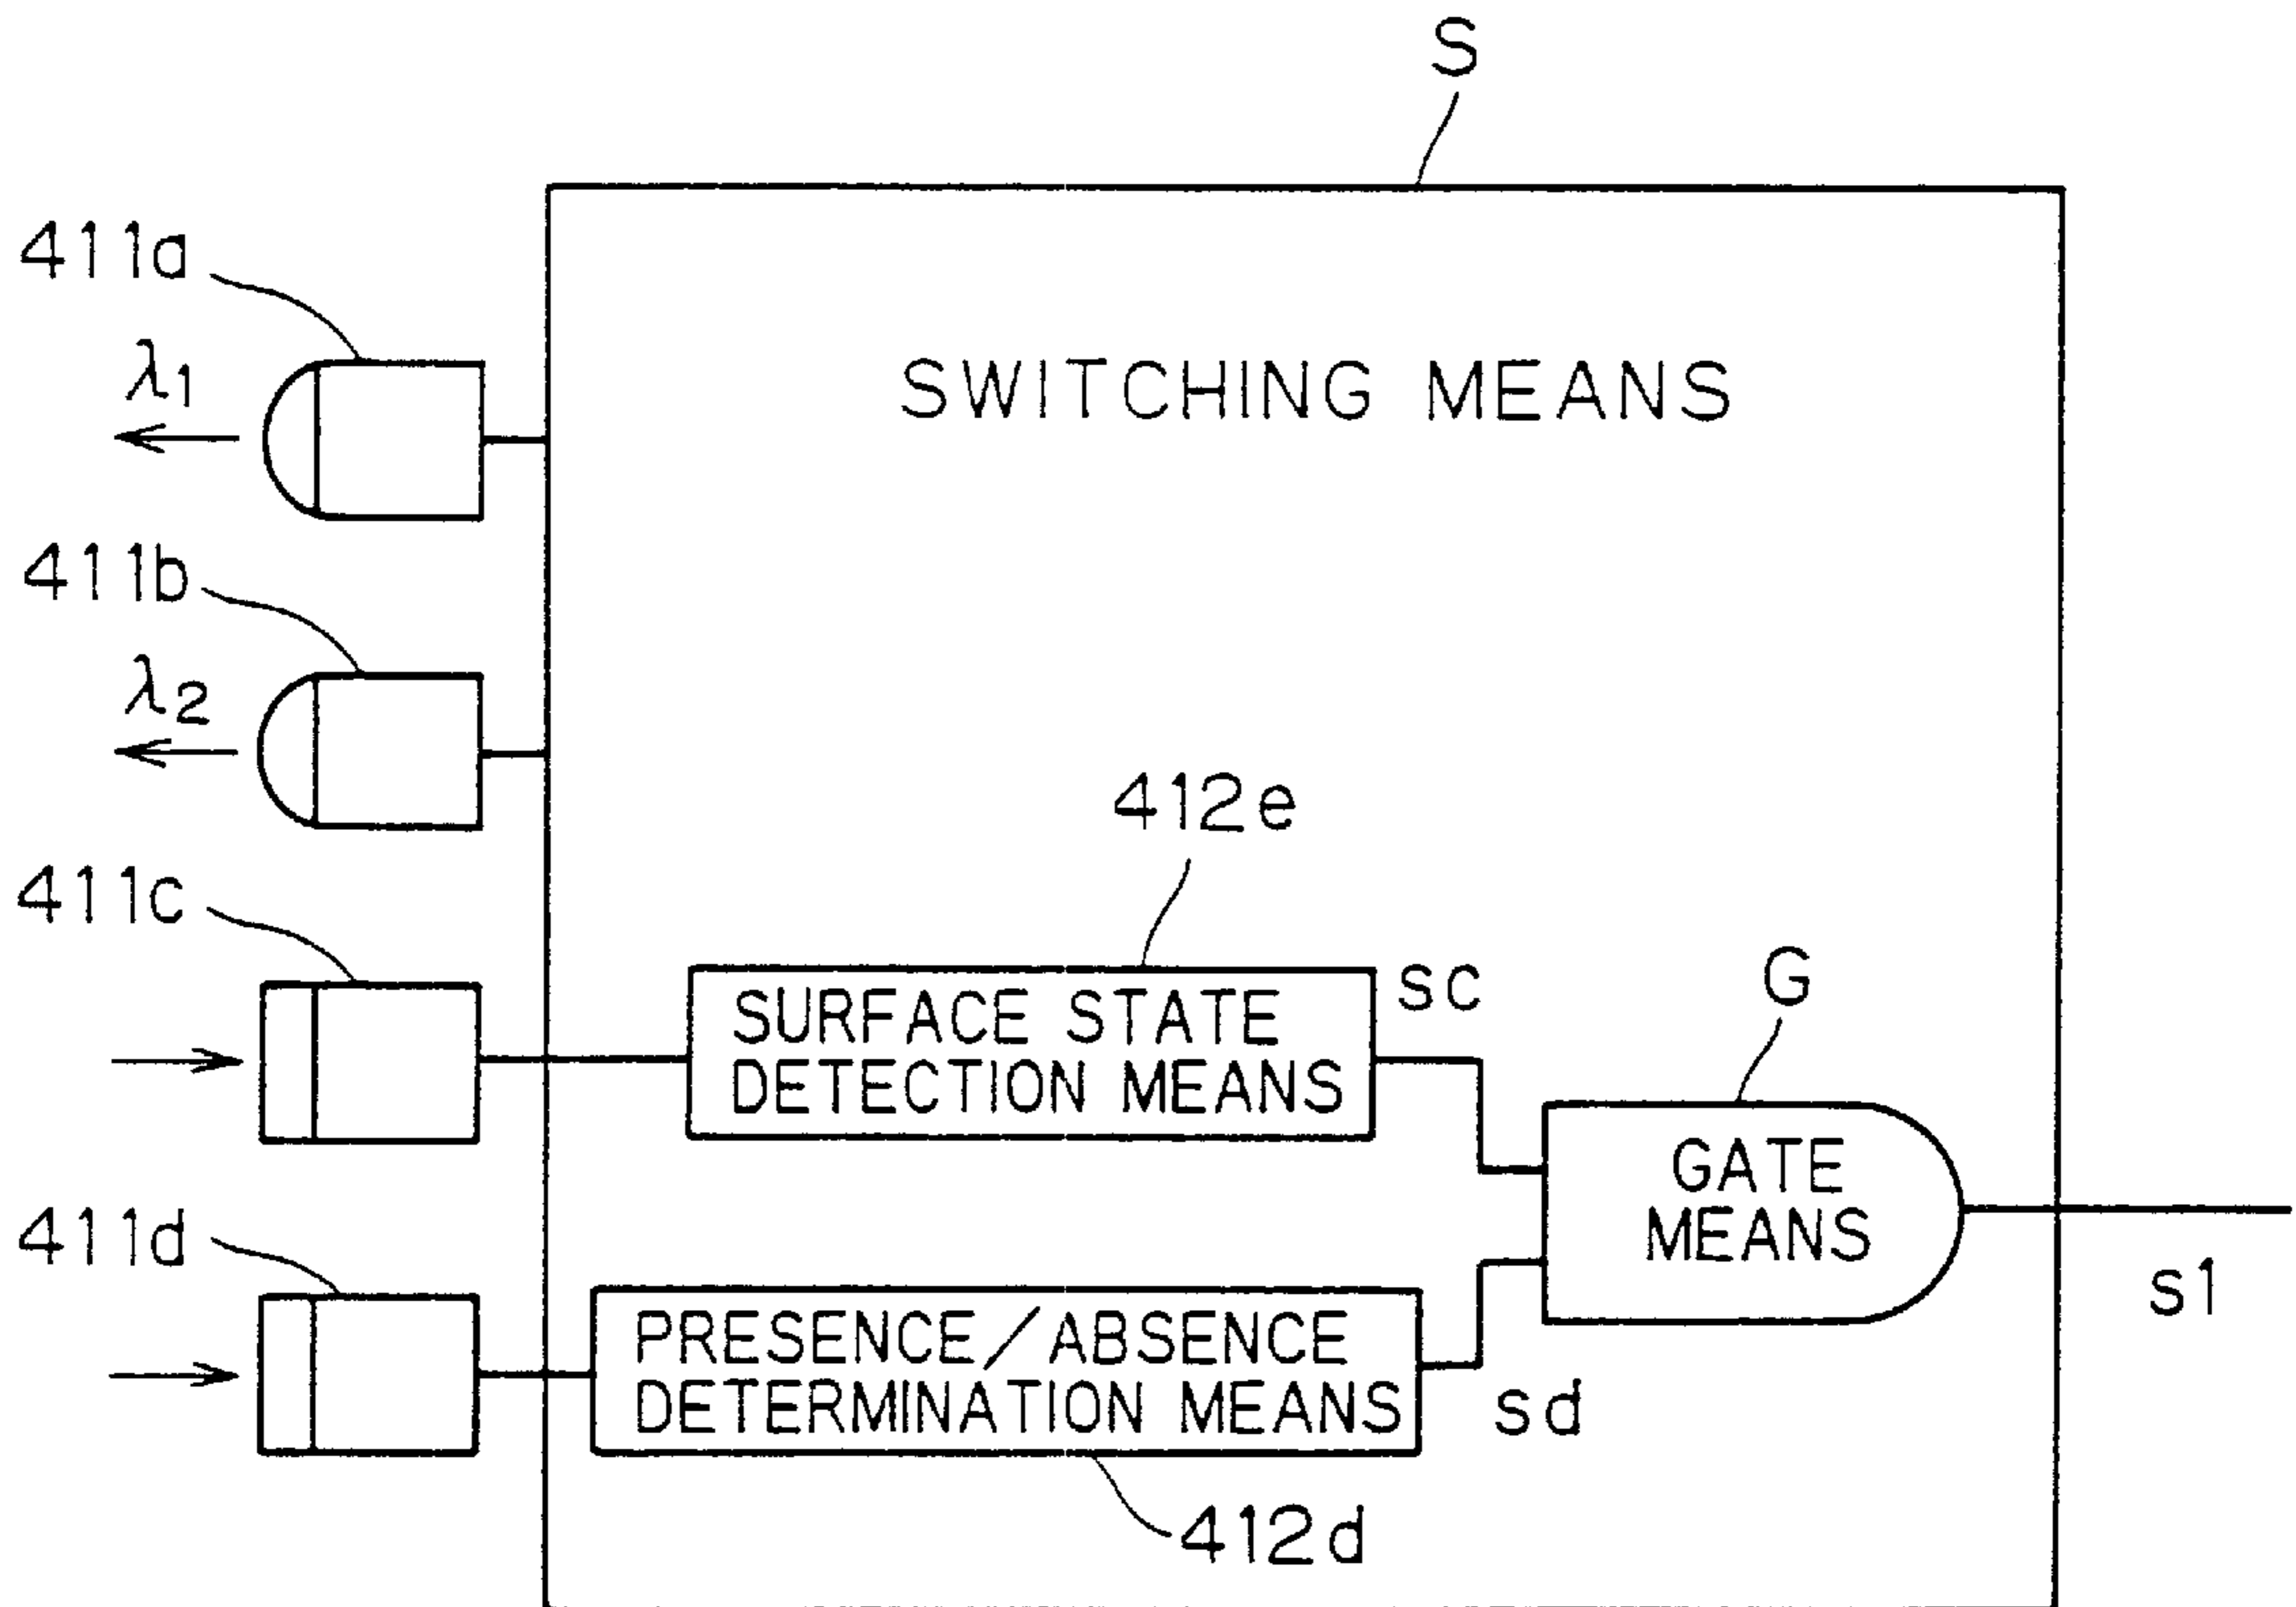 S
411a
λ1
SWITCHING MEANS
411b
λ2
412e
411c
SURFACE STATE
DETECTION MEANS
sc
G
GATE
MEANS
411d
PRESENCE/ABSENCE
DETERMINATION MEANS
sd
s1
412d